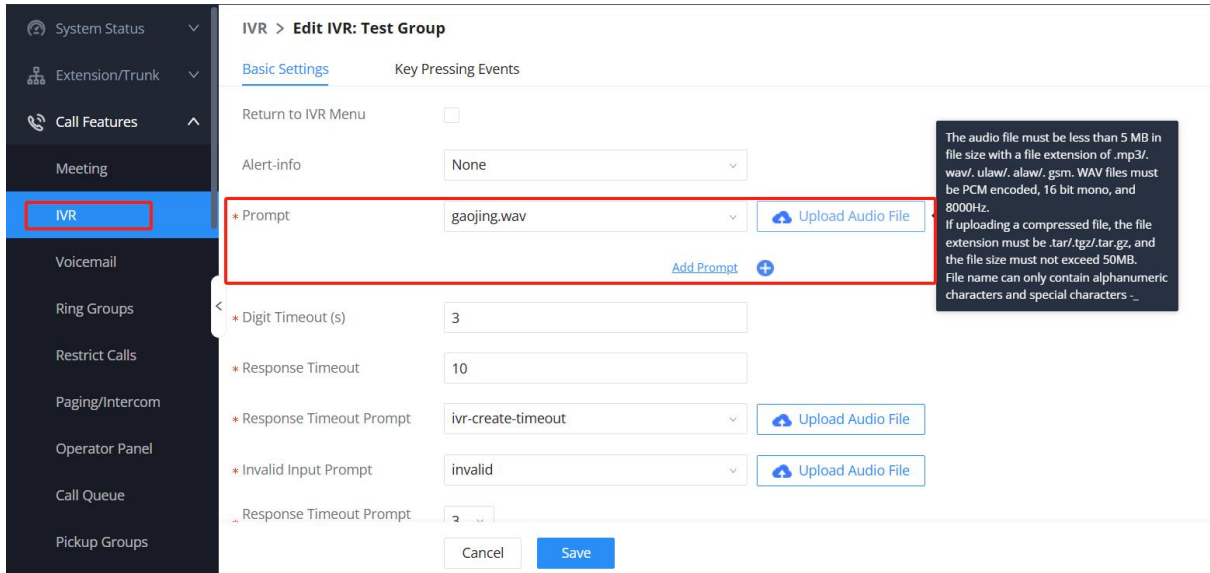 System Status
Extension/Trunk
Call Features
Meeting
IVR
Voicemail
Ring Groups
Restrict Calls
Paging/Intercom
Operator Panel
Call Queue
Pickup Groups
IVR > Edit IVR: Test Group
Basic Settings Key Pressing Events
Return to IVR Menu
Alert-info None
* Prompt gaojing.wav Upload Audio File
Add Prompt
* Digit Timeout (s) 3
* Response Timeout 10
* Response Timeout Prompt ivr-create-timeout Upload Audio File
* Invalid Input Prompt invalid Upload Audio File
* Response Timeout Prompt 3
Cancel Save
The audio file must be less than 5 MB in
file size with a file extension of .mp3/.
wav/. ulaw/. alaw/. gsm. WAV files must
be PCM encoded, 16 bit mono, and
8000Hz.
If uploading a compressed file, the file
extension must be .tar/.tgz/.tar.gz, and
the file size must not exceed 50MB.
File name can only contain alphanumeric
characters and special characters -_